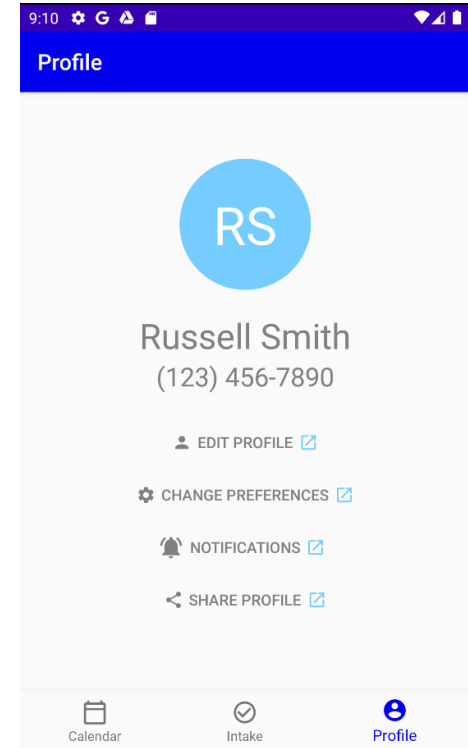 9:10 G
Profile
RS
Russell Smith
(123) 456-7890
EDIT PROFILE
CHANGE PREFERENCES
NOTIFICATIONS
SHARE PROFILE
Calendar Intake Profile